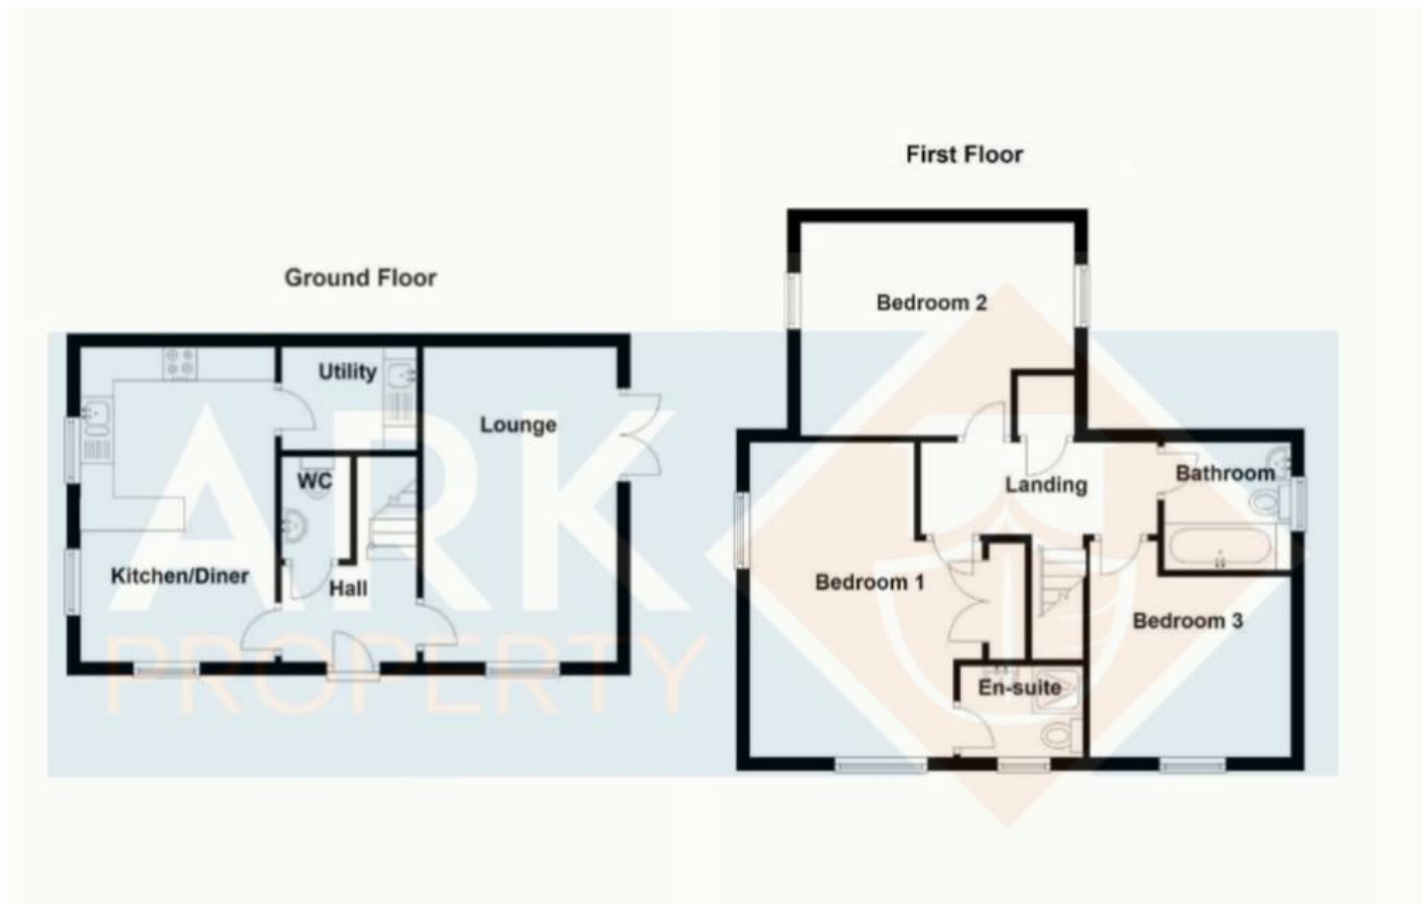 First Floor
Ground Floor
Bedroom 2
Utility
Lounge
WC
Kitchen/Diner
Hall
Landing
Bathroom
Bedroom 1
Bedroom 3
En-suite
ARK
PROPERTY